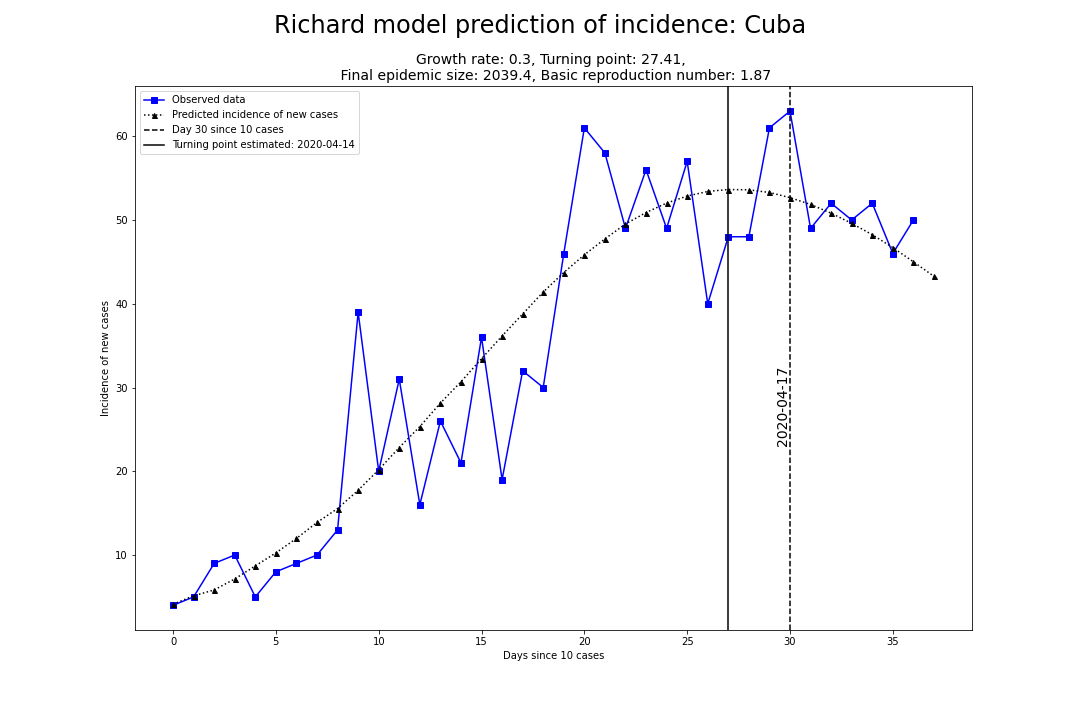 Richard model prediction of incidence: Cuba
Growth rate: 0.3, Turning point: 27.41,
Final epidemic size: 2039.4, Basic reproduction number: 1.87
Observed data
Predicted incidence of new cases
Day 30 since 10 cases
Turning point estimated: 2020-04-14
60
50
40
30
20
10
Incidence of new cases
2020-04-17
0 5 10 15 20 25 30 35
Days since 10 cases